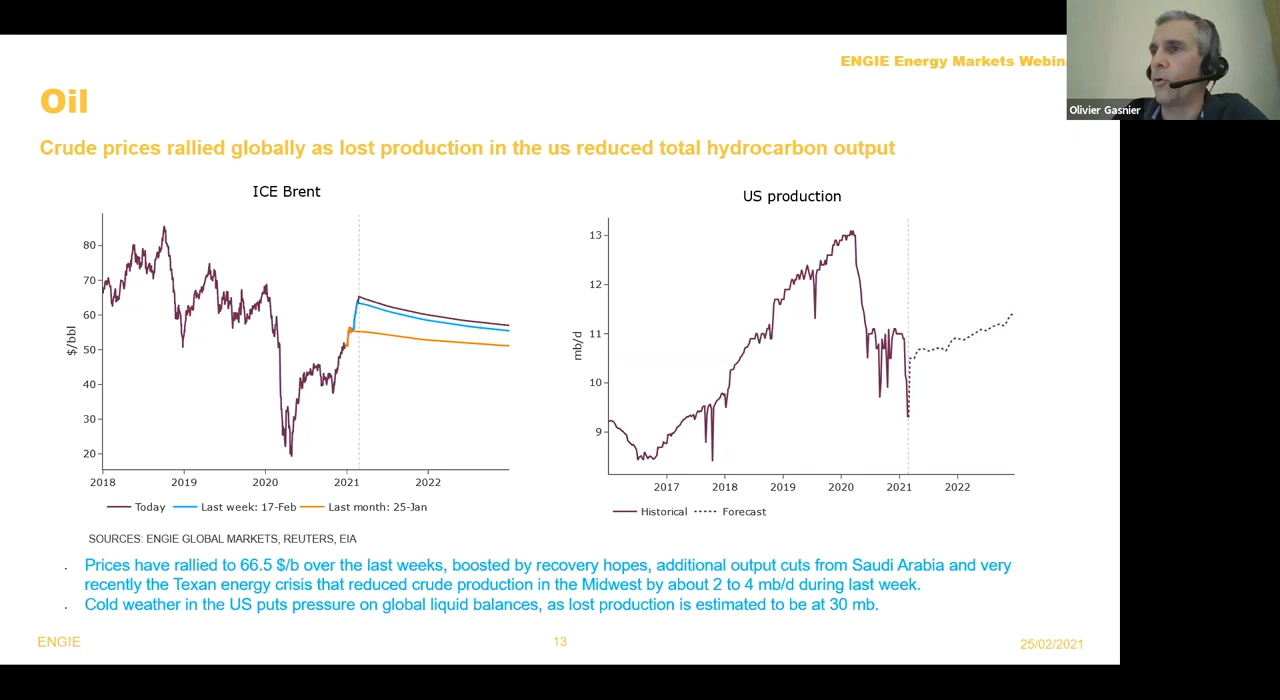 ENGIE Energy Markets Webin
Olivier Gasnier
Oil
Crude prices rallied globally as lost production in the us reduced total hydrocarbon output
ICE Brent
$/bbl
80
70
60
50
40
30
20
2018 2019 2020 2021 2022
Today Last week: 17-Feb Last month: 25-Jan
US production
mb/d
13
12
11
10
9
2017 2018 2019 2020 2021 2022
Historical Forecast
SOURCES: ENGIE GLOBAL MARKETS, REUTERS, EIA
. Prices have rallied to 66.5 $/b over the last weeks, boosted by recovery hopes, additional output cuts from Saudi Arabia and very
recently the Texan energy crisis that reduced crude production in the Midwest by about 2 to 4 mb/d during last week.
. Cold weather in the US puts pressure on global liquid balances, as lost production is estimated to be at 30 mb.
ENGIE 13 25/02/2021